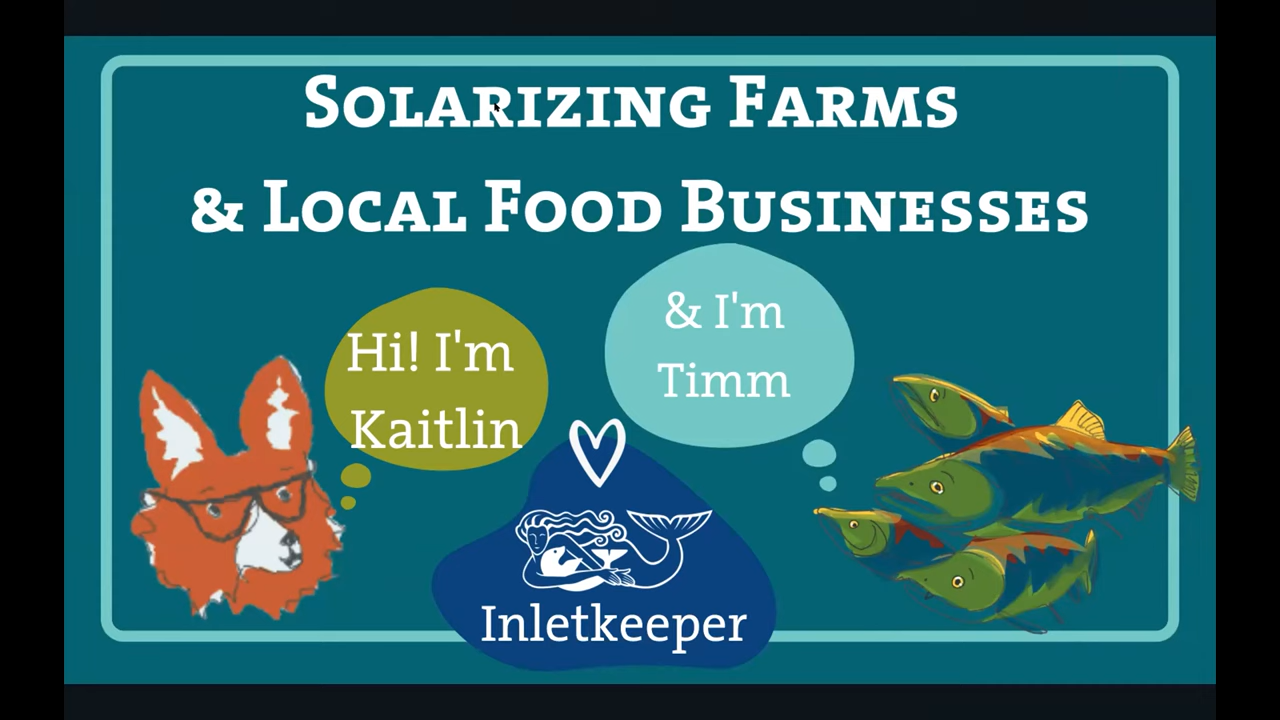 Solarizing Farms
& Local Food Businesses
Hi! I'm
Kaitlin
& I'm
Timm
Inletkeeper